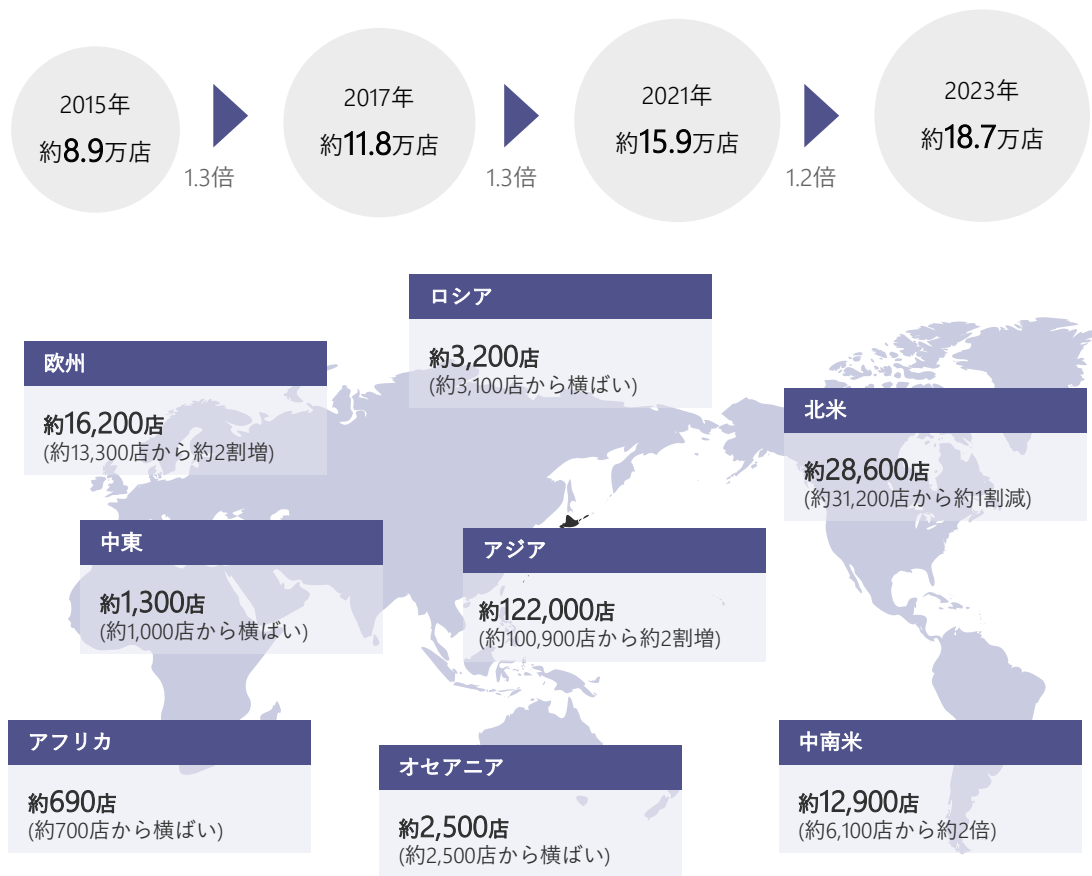 2015年
約8.9万店
1.3倍
2017年
約11.8万店
1.3倍
2021年
約15.9万店
1.2倍
2023年
約18.7万店
ロシア
約3,200店
(約3,100店から横ばい)
欧州
約16,200店
(約13,300店から約2割増)
北米
約28,600店
(約31,200店から約1割減)
中東
約1,300店
(約1,000店から横ばい)
アジア
約122,000店
(約100,900店から約2割増)
アフリカ
約690店
(約700店から横ばい)
オセアニア
約2,500店
(約2,500店から横ばい)
中南米
約12,900店
(約6,100店から約2倍)